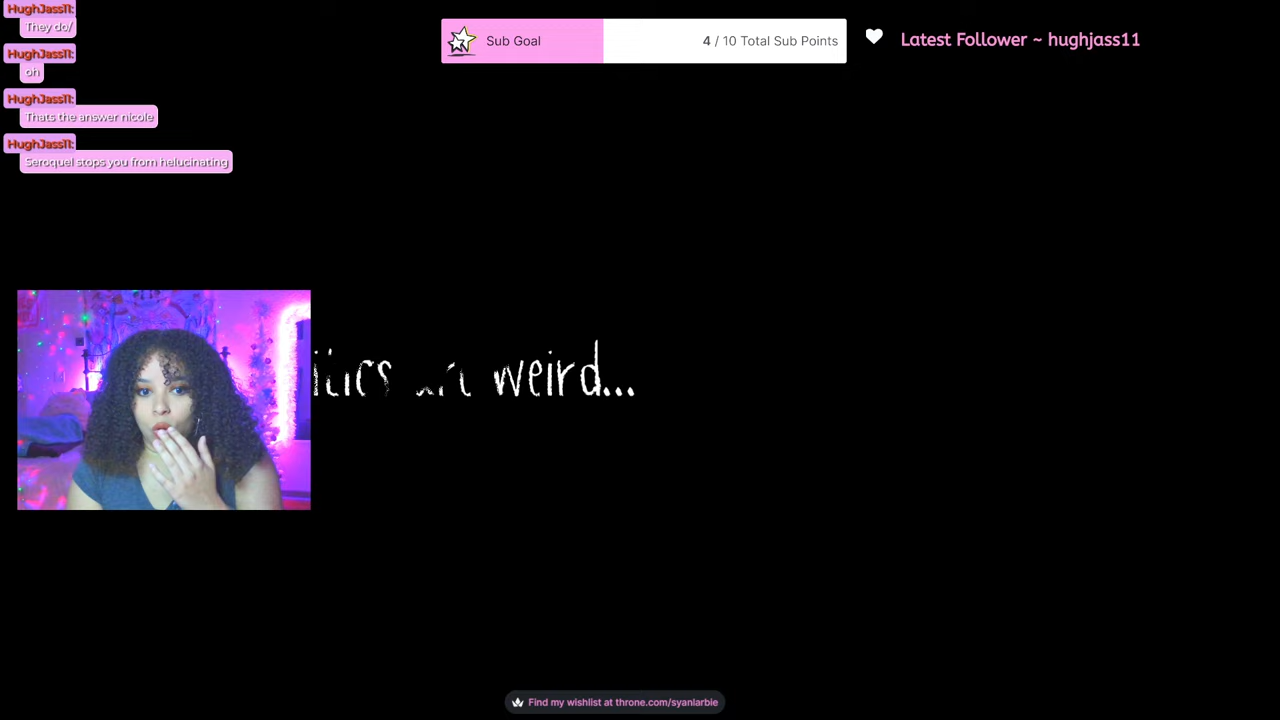 HughJass11:
They do/
HughJass11:
oh
HughJass11:
Thats the answer nicole
HughJass11:
Seroquel stops you from helucinating
Sub Goal
4 / 10 Total Sub Points
Latest Follower ~ hughjass11
weird...
Find my wishlist at throne.com/syanlarbie